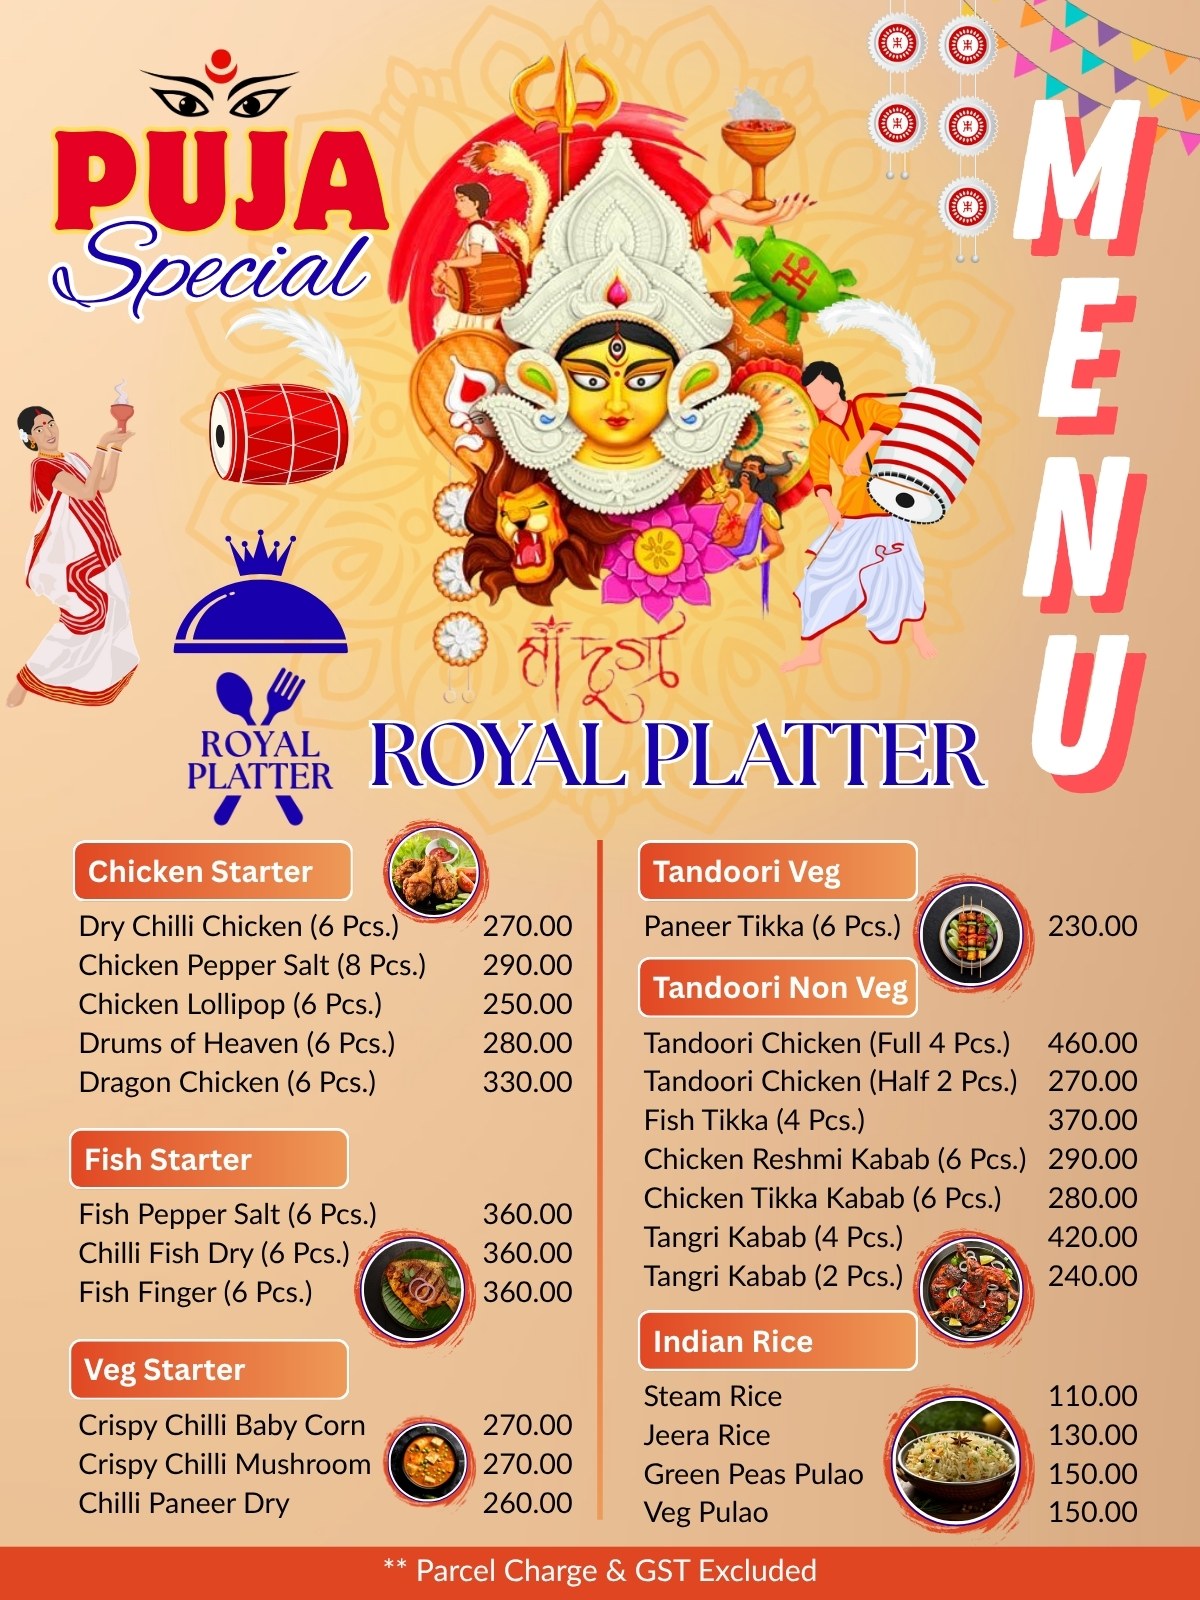 PUJA
Special
MENU
মা দুর্গা
ROYAL
PLATTER
ROYAL PLATTER
Chicken Starter
Dry Chilli Chicken (6 Pcs.) 270.00
Chicken Pepper Salt (8 Pcs.) 290.00
Chicken Lollipop (6 Pcs.) 250.00
Drums of Heaven (6 Pcs.) 280.00
Dragon Chicken (6 Pcs.) 330.00
Fish Starter
Fish Pepper Salt (6 Pcs.) 360.00
Chilli Fish Dry (6 Pcs.) 360.00
Fish Finger (6 Pcs.) 360.00
Veg Starter
Crispy Chilli Baby Corn 270.00
Crispy Chilli Mushroom 270.00
Chilli Paneer Dry 260.00
Tandoori Veg
Paneer Tikka (6 Pcs.) 230.00
Tandoori Non Veg
Tandoori Chicken (Full 4 Pcs.) 460.00
Tandoori Chicken (Half 2 Pcs.) 270.00
Fish Tikka (4 Pcs.) 370.00
Chicken Reshmi Kabab (6 Pcs.) 290.00
Chicken Tikka Kabab (6 Pcs.) 280.00
Tangri Kabab (4 Pcs.) 420.00
Tangri Kabab (2 Pcs.) 240.00
Indian Rice
Steam Rice 110.00
Jeera Rice 130.00
Green Peas Pulao 150.00
Veg Pulao 150.00
** Parcel Charge & GST Excluded